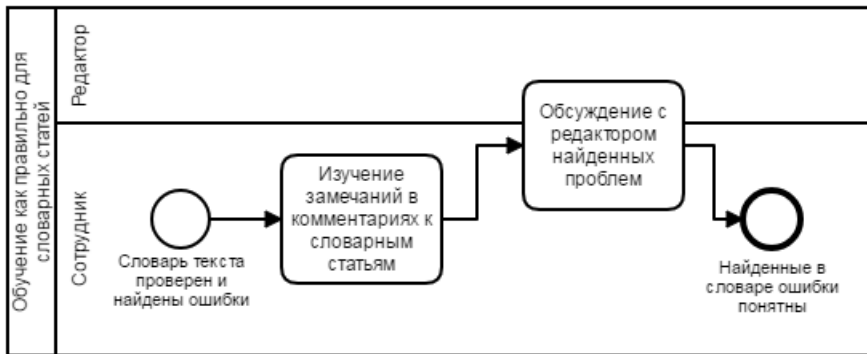 Обучение как правильно для
словарных статей
Редактор
Сотрудник
Словарь текста
проверен и
найдены ошибки
Изучение
замечаний в
комментариях к
словарным
статьям
Обсуждение с
редактором
найденных
проблем
Найденные в
словаре ошибки
понятны